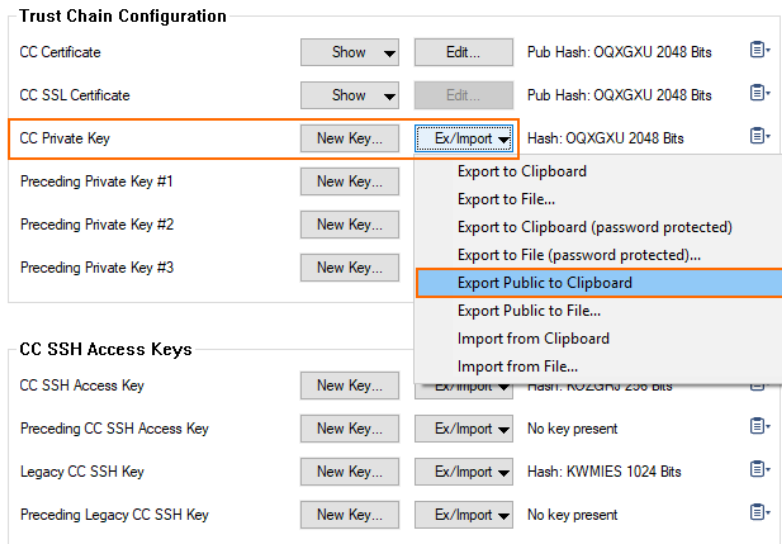 Trust Chain Configuration
CC Certificate Show Edit... Pub Hash: OQXGXU 2048 Bits
CC SSL Certificate Show Edit... Pub Hash: OQXGXU 2048 Bits
CC Private Key New Key... Ex/Import Hash: OQXGXU 2048 Bits
Preceding Private Key #1 New Key...
Preceding Private Key #2 New Key...
Preceding Private Key #3 New Key...
Export to Clipboard
Export to File...
Export to Clipboard (password protected)
Export to File (password protected)...
Export Public to Clipboard
Export Public to File...
Import from Clipboard
Import from File...
CC SSH Access Keys
CC SSH Access Key New Key... Ex/Import Hash: 256 Bits
Preceding CC SSH Access Key New Key... Ex/Import No key present
Legacy CC SSH Key New Key... Ex/Import Hash: KWMIES 1024 Bits
Preceding Legacy CC SSH Key New Key... Ex/Import No key present